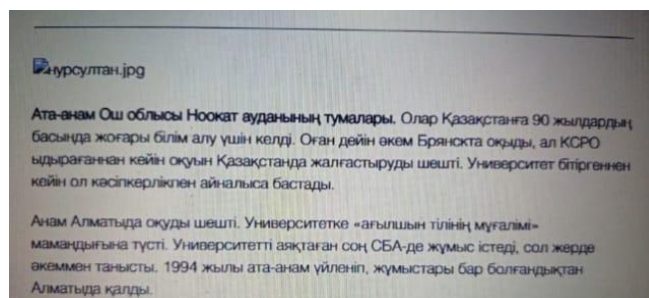 нурсултан.jpg
Ата-анам Ош облысы Ноокат ауданының тумалары. Олар Қазақстанға 90 жылдардың
басында жоғары білім алу үшін келді. Оған дейін әкем Брянскта оқыды, ал КСРО
ыдырағаннан кейін оқуын Қазақстанда жалғастыруды шешті. Университет бітіргеннен
кейін ол кәсіпкерлікпен айналыса бастады.
Анам Алматыда оқуды шешті. Университетке «ағылшын тілінің мұғалімі»
мамандығына түсті. Университетті аяқтаған соң СБА-де жұмыс істеді, сол жерде
әкеммен танысты. 1994 жылы ата-анам үйленіп, жұмыстары бар болғандықтан
Алматыда қалды.